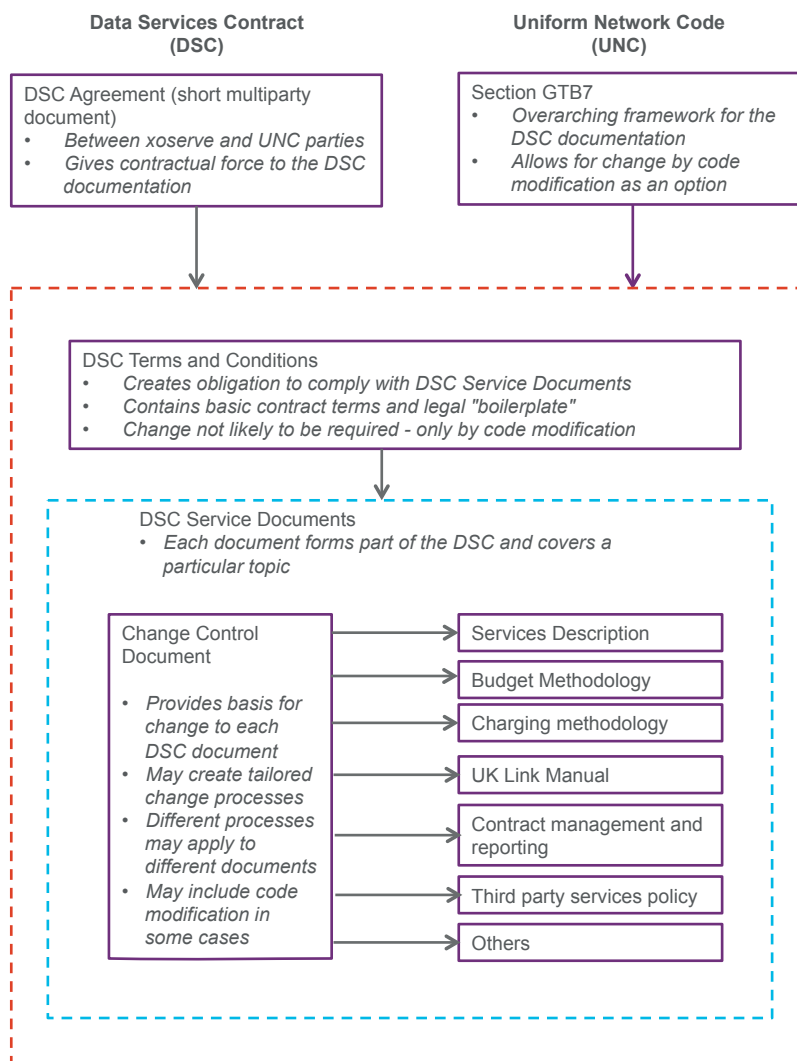 Data Services Contract
(DSC)
Uniform Network Code
(UNC)
DSC Agreement (short multiparty
document)
• Between xoserve and UNC parties
• Gives contractual force to the DSC
documentation
Section GTB7
• Overarching framework for the
DSC documentation
• Allows for change by code
modification as an option
DSC Terms and Conditions
• Creates obligation to comply with DSC Service Documents
• Contains basic contract terms and legal "boilerplate"
• Change not likely to be required - only by code modification
DSC Service Documents
• Each document forms part of the DSC and covers a
particular topic
Change Control
Document
• Provides basis for
change to each
DSC document
• May create tailored
change processes
• Different processes
may apply to
different documents
• May include code
modification in
some cases
Services Description
Budget Methodology
Charging methodology
UK Link Manual
Contract management and
reporting
Third party services policy
Others